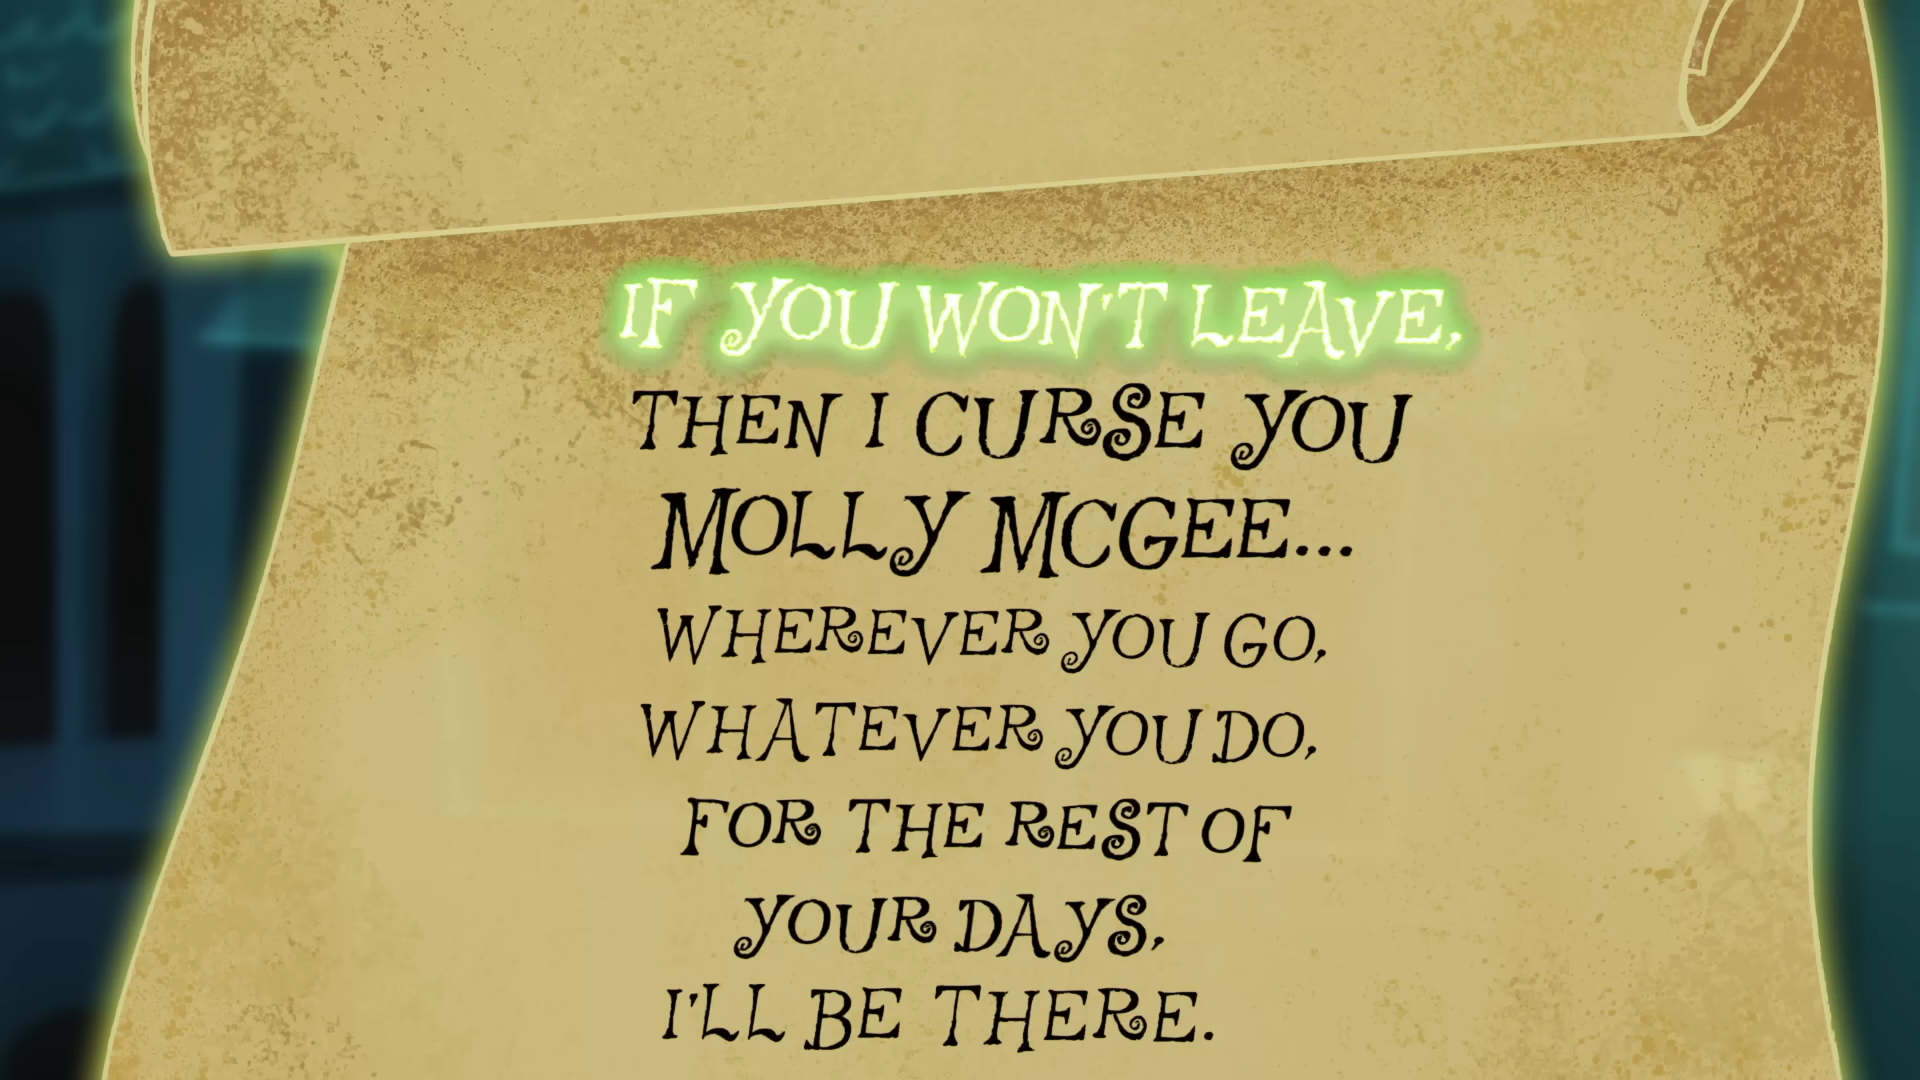 IF YOU WON'T LEAVE,
THEN I CURSE YOU
MOLLY MCGEE...
WHEREVER YOU GO,
WHATEVER YOU DO,
FOR THE REST OF
YOUR DAYS,
I'LL BE THERE.